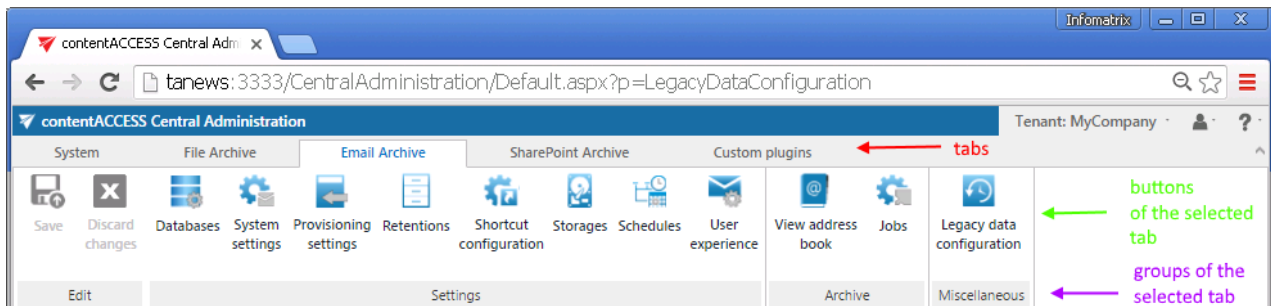 Infomatrix
contentACCESS Central Adm
tanews:3333/CentralAdministration/Default.aspx?p=LegacyDataConfiguration
contentACCESS Central Administration
Tenant: MyCompany
?
System
File Archive
Email Archive
SharePoint Archive
Custom plugins
tabs
Save
Discard
changes
Databases
System
settings
Provisioning
settings
Retentions
Shortcut
configuration
Storages
Schedules
User
experience
@
View address
book
Jobs
Legacy data
configuration
buttons
of the selected
tab
Edit
Settings
Archive
Miscellaneous
groups of the
selected tab